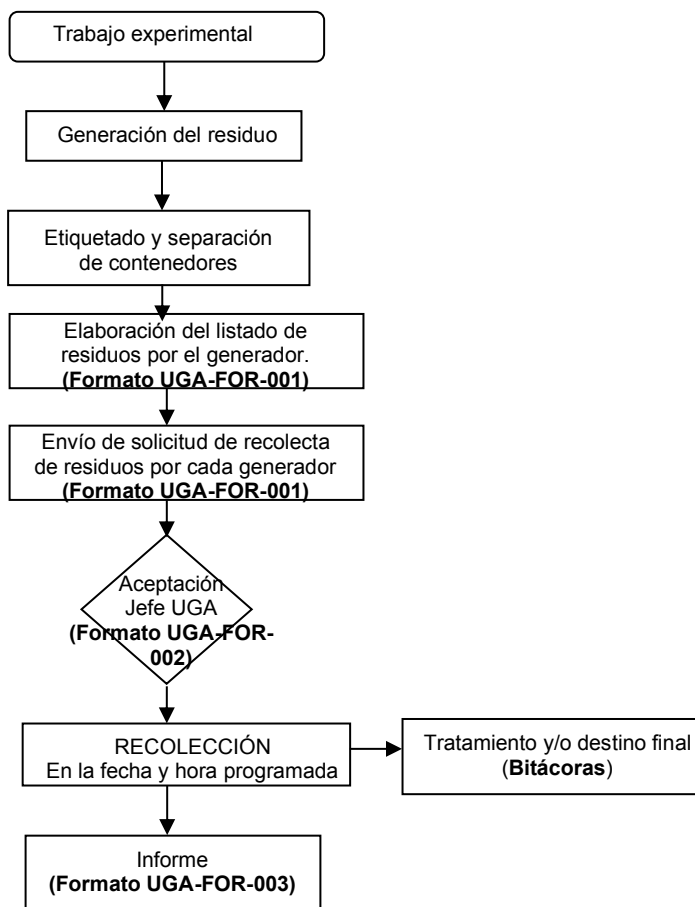 Trabajo experimental
Generación del residuo
Etiquetado y separación
de contenedores
Elaboración del listado de
residuos por el generador.
(Formato UGA-FOR-001)
Envío de solicitud de recolecta
de residuos por cada generador
(Formato UGA-FOR-001)
Aceptación
Jefe UGA
(Formato UGA-FOR-
002)
RECOLECCIÓN
En la fecha y hora programada
Tratamiento y/o destino final
(Bitácoras)
Informe
(Formato UGA-FOR-003)